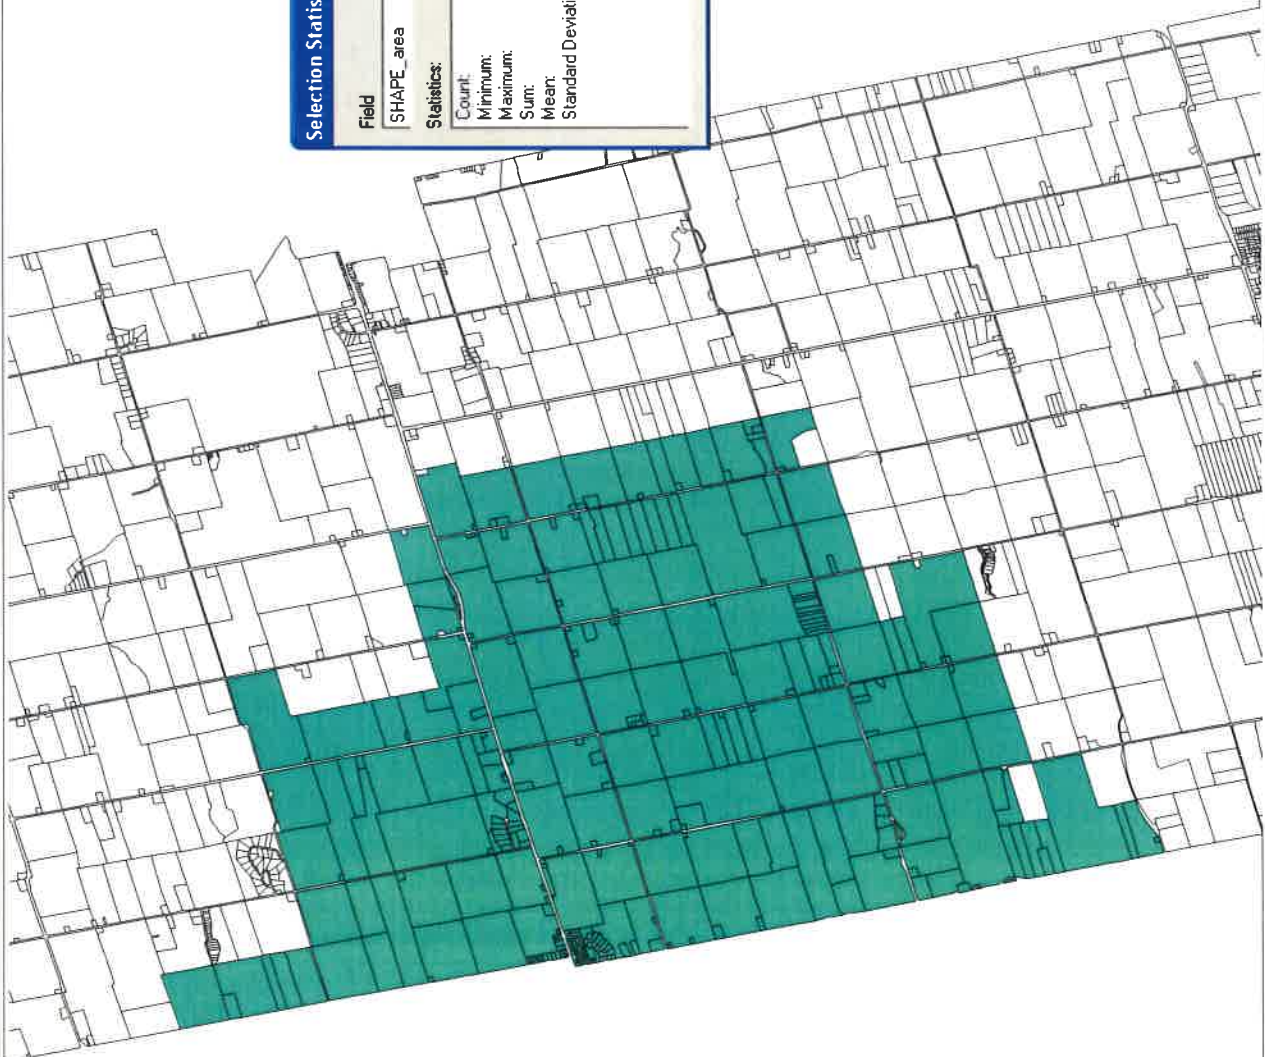 Selection Statis
Field
SHAPE_area
Statistics:
Count:
Minimum:
Maximum:
Sum:
Mean:
Standard Deviati